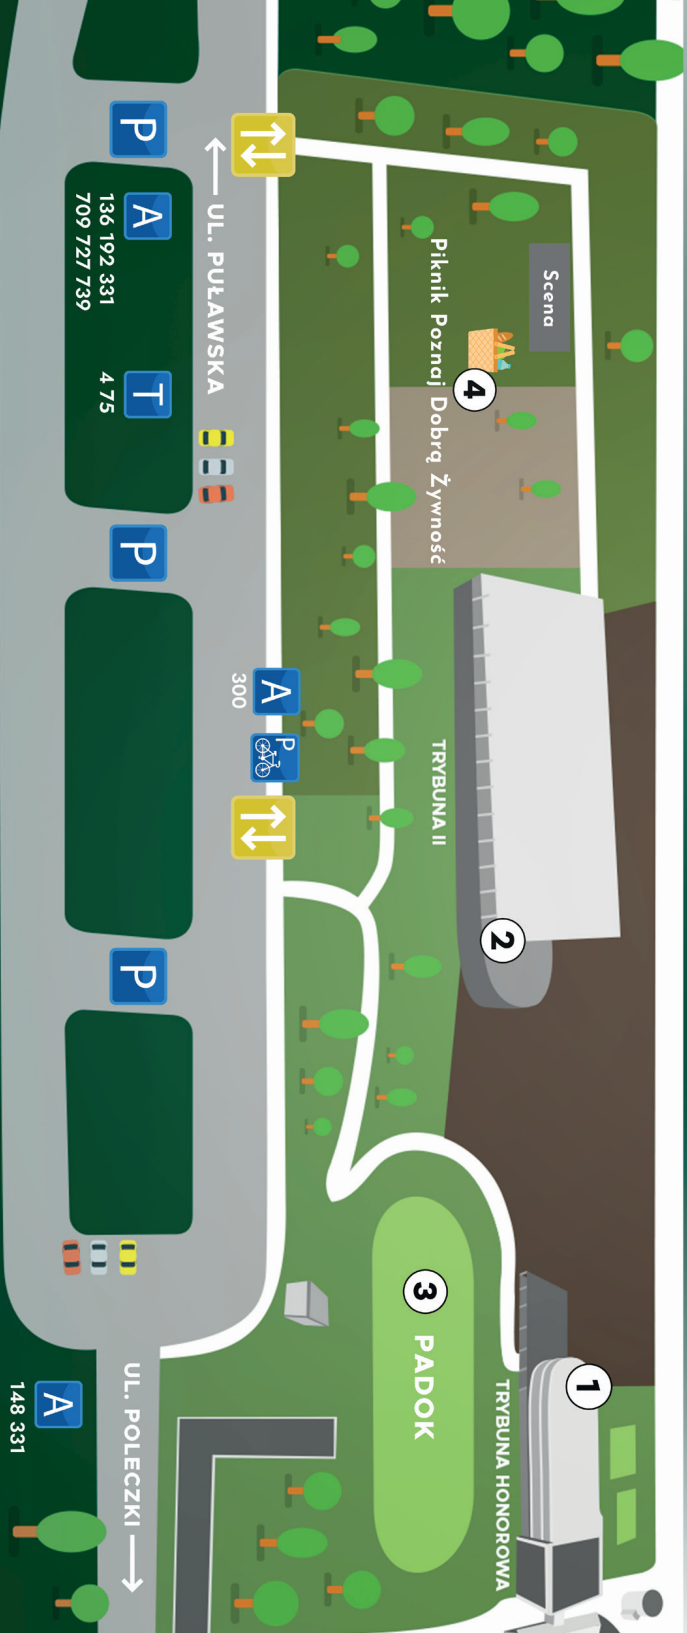 P
A
136 192 331
709 727 739
UL. PUŁAWSKA
T
4 75
P
Scena
Piknik Poznaj Dobrą Żywność
4
A
300
P
TRYBUNA II
2
P
3
PADOK
1
TRYBUNA HONOROWA
UL. POLECZKI
A
148 331